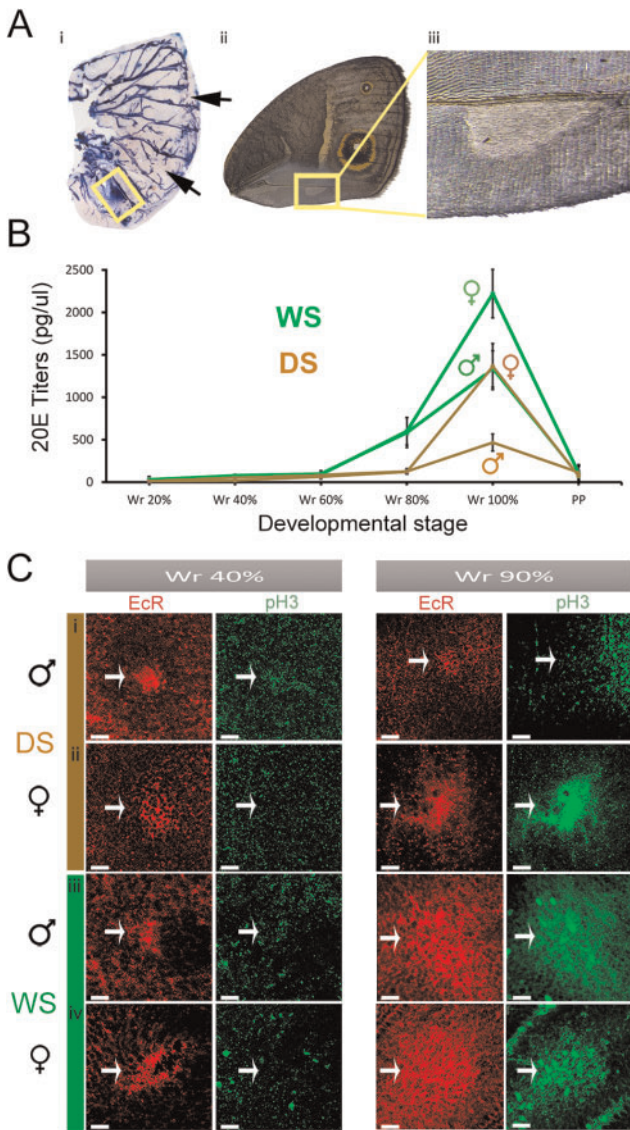 A
i
ii
iii
B
20E Titers (pg/ul)
2500
2000
1500
1000
500
0
WS
DS
♀
♂
♀
♂
Wr 20%
Wr 40%
Wr 60%
Wr 80%
Wr 100%
PP
Developmental stage
C
Wr 40%
Wr 90%
EcR
pH3
EcR
pH3
i
♂
DS
ii
♀
iii
♂
WS
iv
♀